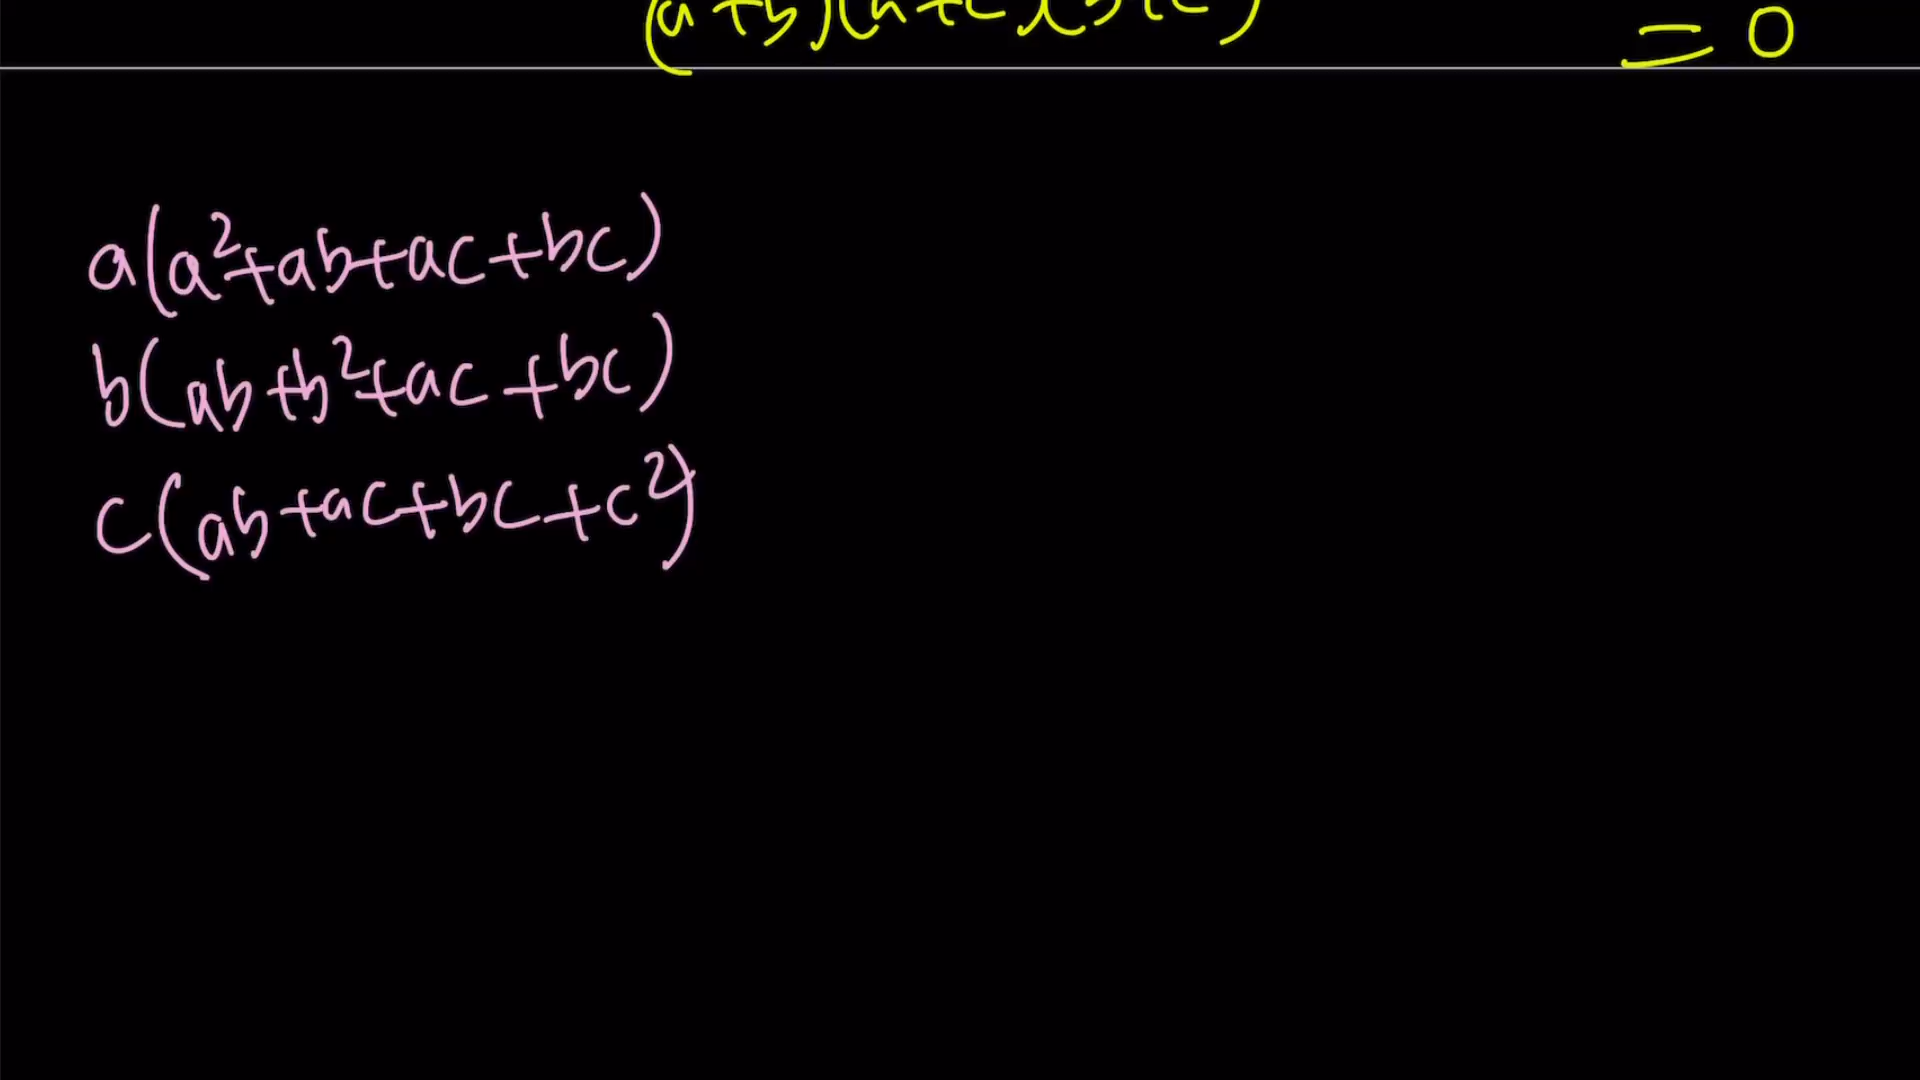 (a+b)(a+c)(b+c) = 0
a(a²+ab+ac+bc)
b(ab+b²+ac+bc)
c(ab+ac+bc+c²)